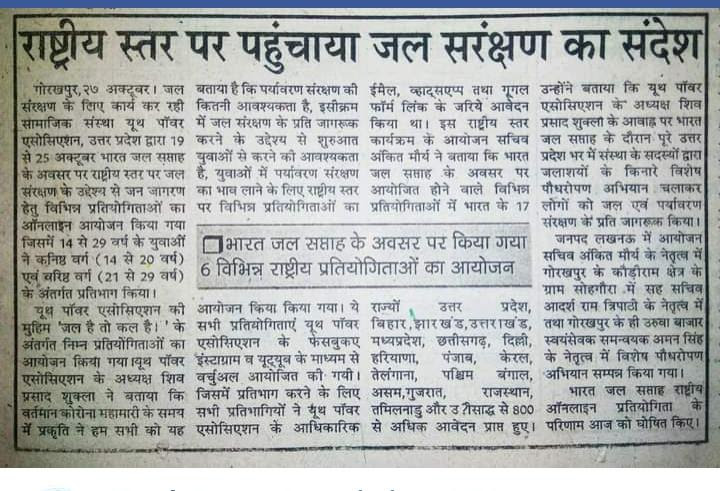 राष्ट्रीय स्तर पर पहुंचाया जल सरंक्षण का संदेश
गोरखपुर,२७ अक्टूबर। जल
संरक्षण के लिए कार्य कर रही
सामाजिक संस्था यूथ पॉवर
एसोसिएशन, उत्तर प्रदेश द्वारा 19
से 25 अक्टूबर भारत जल सप्ताह
के अवसर पर राष्ट्रीय स्तर पर जल
संरक्षण के उद्देश्य से जन जागरण
हेतु विभिन्न प्रतियोगिताओं का
ऑनलाइन आयोजन किया गया
जिसमें 14 से 29 वर्ष के युवाओं
ने कनिष्ठ वर्ग (14 से 20 वर्ष)
एवं वरिष्ठ वर्ग (21 से 29 वर्ष)
के अंतर्गत प्रतिभाग किया।
यूथ पॉवर एसोसिएशन की
मुहिम 'जल है तो कल है।' के
अंतर्गत निम्न प्रतियोगिताओं का
आयोजन किया गया।यूथ पॉवर
एसोसिएशन के अध्यक्ष शिव
प्रसाद शुक्ला ने बताया कि
वर्तमान कोरोना महामारी के समय
में प्रकृति ने हम सभी को यह
बताया है कि पर्यावरण संरक्षण की
कितनी आवश्यकता है, इसीक्रम
में जल संरक्षण के प्रति जागरूक
करने के उद्देश्य से शुरुआत
युवाओं से करने की आवश्यकता
है, युवाओं में पर्यावरण संरक्षण
का भाव लाने के लिए राष्ट्रीय स्तर
पर विभिन्न प्रतियोगिताओं का
भारत जल सप्ताह के अवसर पर किया गया
6 विभिन्न राष्ट्रीय प्रतियोगिताओं का आयोजन
आयोजन किया किया गया। ये
सभी प्रतियोगिताएं यूथ पॉवर
एसोसिएशन के फेसबुकए
इंस्टाग्राम व यूट्यूब के माध्यम से
वर्चुअल आयोजित की गयी।
जिसमें प्रतिभाग करने के लिए
सभी प्रतिभागियों ने यूथ पॉवर
एसोसिएशन के आधिकारिक
ईमेल, व्हाट्सएप्प तथा गूगल
फॉर्म लिंक के जरिये आवेदन
किया था। इस राष्ट्रीय स्तर
कार्यक्रम के आयोजन सचिव
अंकित मौर्य ने बताया कि भारत
जल सप्ताह के अवसर पर
आयोजित होने वाले विभिन्न
प्रतियोगिताओं में भारत के 17
राज्यों उत्तर प्रदेश,
बिहार,झारखंड,उत्तराखंड,
मध्यप्रदेश, छत्तीसगढ़, दिल्ली,
हरियाणा, पंजाब, केरल,
तेलंगाना, पश्चिम बंगाल,
असम,गुजरात, राजस्थान,
तमिलनाडु और से 800
से अधिक आवेदन प्राप्त हुए।
उन्होंने बताया कि यूथ पॉवर
एसोसिएशन के अध्यक्ष शिव
प्रसाद शुक्ला के आवाह्न पर भारत
जल सप्ताह के दौरान पूरे उत्तर
प्रदेश भर में संस्था के सदस्यों द्वारा
जलाशयों के किनारे विशेष
पौधरोपण अभियान चलाकर
लोगों को जल एवं पर्यावरण
संरक्षण के प्रति जागरूक किया।
जनपद लखनऊ में आयोजन
सचिव अंकित मौर्य के नेतृत्व में
गोरखपुर के कौड़ीराम क्षेत्र के
ग्राम सोहगौरा में सह सचिव
आदर्श राम त्रिपाठी के नेतृत्व में
तथा गोरखपुर के ही उरुवा बाजार
स्वयंसेवक समन्वयक अमन सिंह
के नेतृत्व में विशेष पौधरोपण
अभियान सम्पन्न किया गया।
भारत जल सप्ताह राष्ट्रीय
ऑनलाइन प्रतियोगिता के
परिणाम आज को घोषित किए।